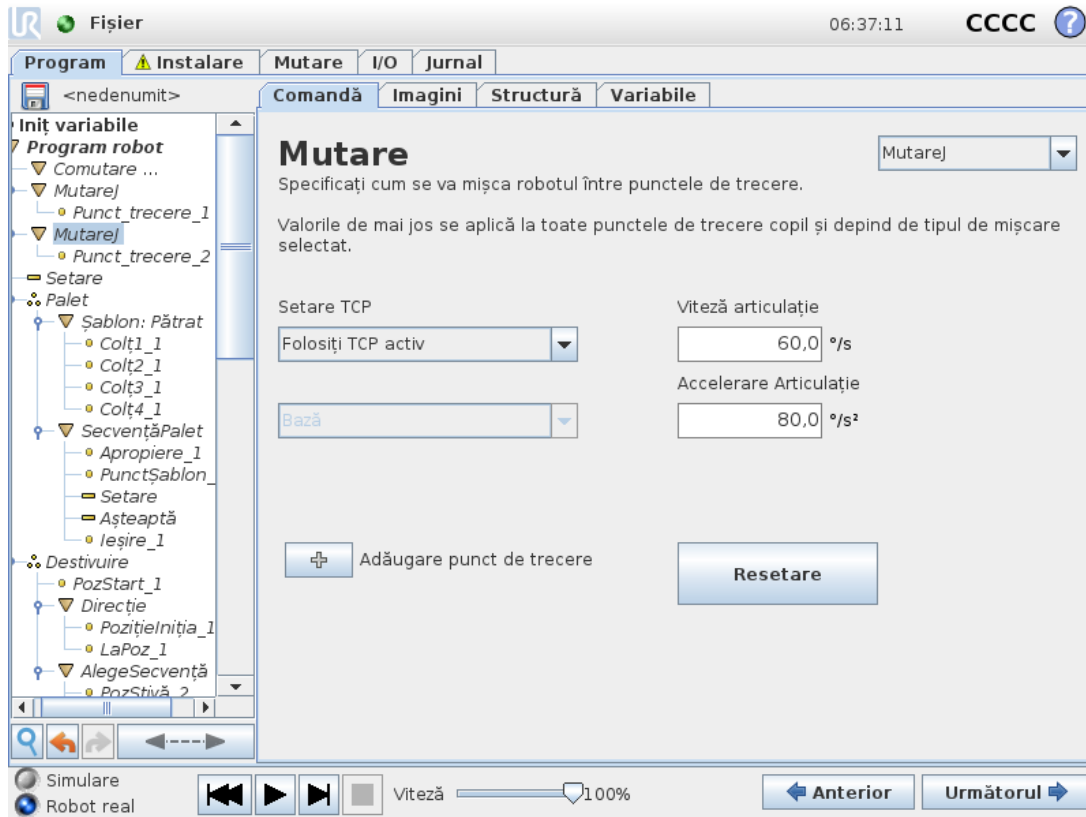 UR Fișier 06:37:11 CCCC ?
Program Instalare Mutare I/O Jurnal
<nedenumit> Comandă Imagini Structură Variabile
Iniț variabile
Program robot
Comutare ...
MutareJ
Punct_trecere_1
MutareJ
Punct_trecere_2
Setare
Palet
Șablon: Pătrat
Colț1_1
Colț2_1
Colț3_1
Colț4_1
SecvențăPalet
Apropiere_1
PunctȘablon_
Setare
Așteaptă
Ieșire_1
Destivuire
PozStart_1
Direcție
PozițieIniția_1
LaPoz_1
AlegeSecvență
PozStivă_2
Mutare
MutareJ
Specificați cum se va mișca robotul între punctele de trecere.
Valorile de mai jos se aplică la toate punctele de trecere copil și depind de tipul de mișcare
selectat.
Setare TCP
Folosiți TCP activ
Bază
Viteză articulație
60,0 °/s
Accelerare Articulație
80,0 °/s²
Adăugare punct de trecere
Resetare
Simulare
Robot real
Viteză 100%
Anterior
Următorul